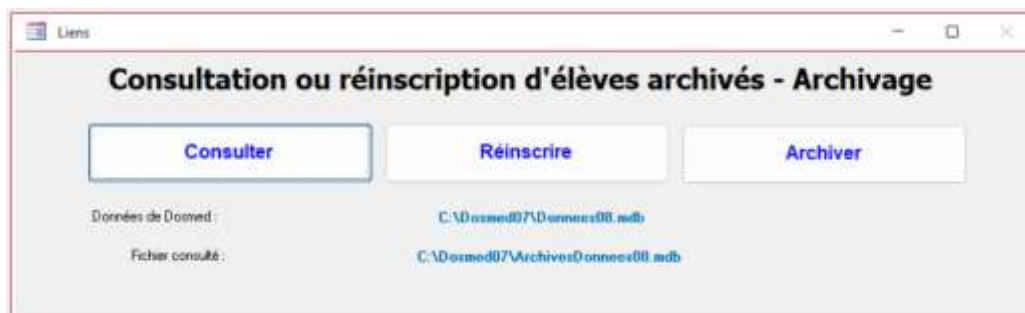 Liens
Consultation ou réinscription d'élèves archivés - Archivage
Consulter Réinscrire Archiver
Données de Dosmed : C:\Dosmed07\Donnees08.mdb
Fichier consulté : C:\Dosmed07\ArchivesDonnees08.mdb